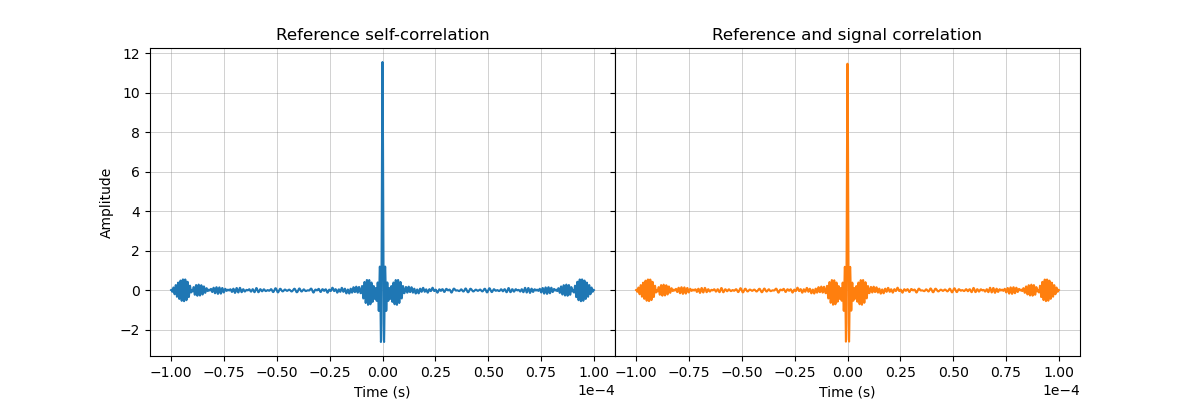 Reference self-correlation
Reference and signal correlation
12
10
8
6
4
2
0
−2
Amplitude
−1.00 −0.75 −0.50 −0.25 0.00 0.25 0.50 0.75 1.00
1e−4
Time (s)
−1.00 −0.75 −0.50 −0.25 0.00 0.25 0.50 0.75 1.00
1e−4
Time (s)